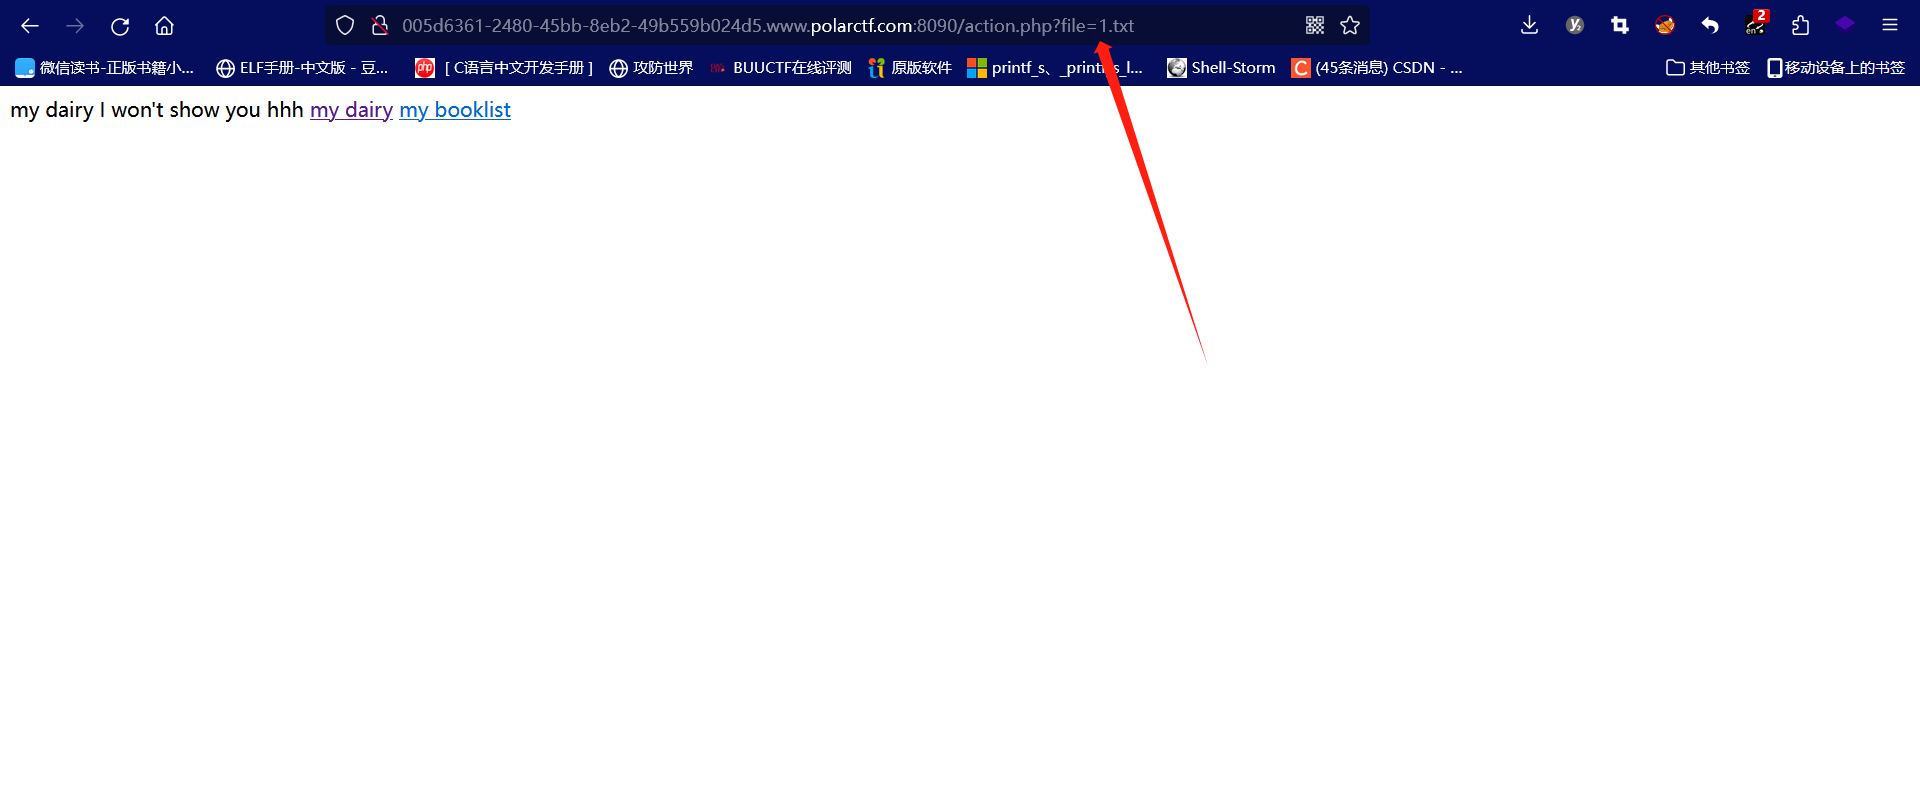 005d6361-2480-45bb-8eb2-49b559b024d5.www.polarctf.com:8090/action.php?file=1.txt
2
en
微信读书-正版书籍小... ELF手册-中文版 - 豆... php [ C语言中文开发手册 ] 攻防世界 BUUCTF在线评测 原版软件 printf_s、_printf_s_l... Shell-Storm C (45条消息) CSDN - ... 其他书签 移动设备上的书签
my dairy I won't show you hhh my dairy my booklist